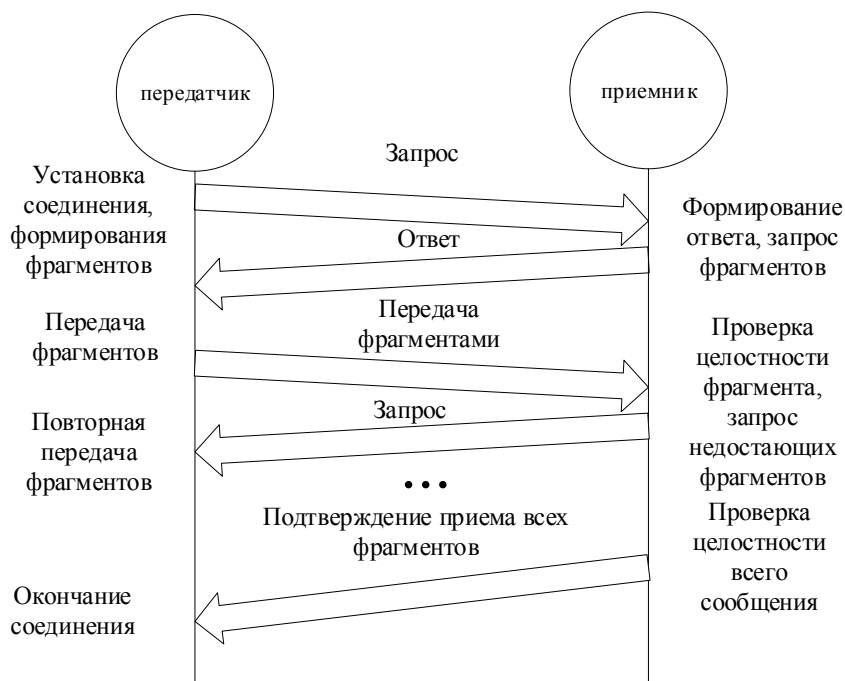 передатчик
приемник
Запрос
Установка
соединения,
формирования
фрагментов
Формирование
ответа, запрос
фрагментов
Ответ
Передача
фрагментов
Передача
фрагментами
Проверка
целостности
фрагмента,
запрос
недостающих
фрагментов
Запрос
Повторная
передача
фрагментов
...
Подтверждение приема всех
фрагментов
Проверка
целостности
всего
сообщения
Окончание
соединения